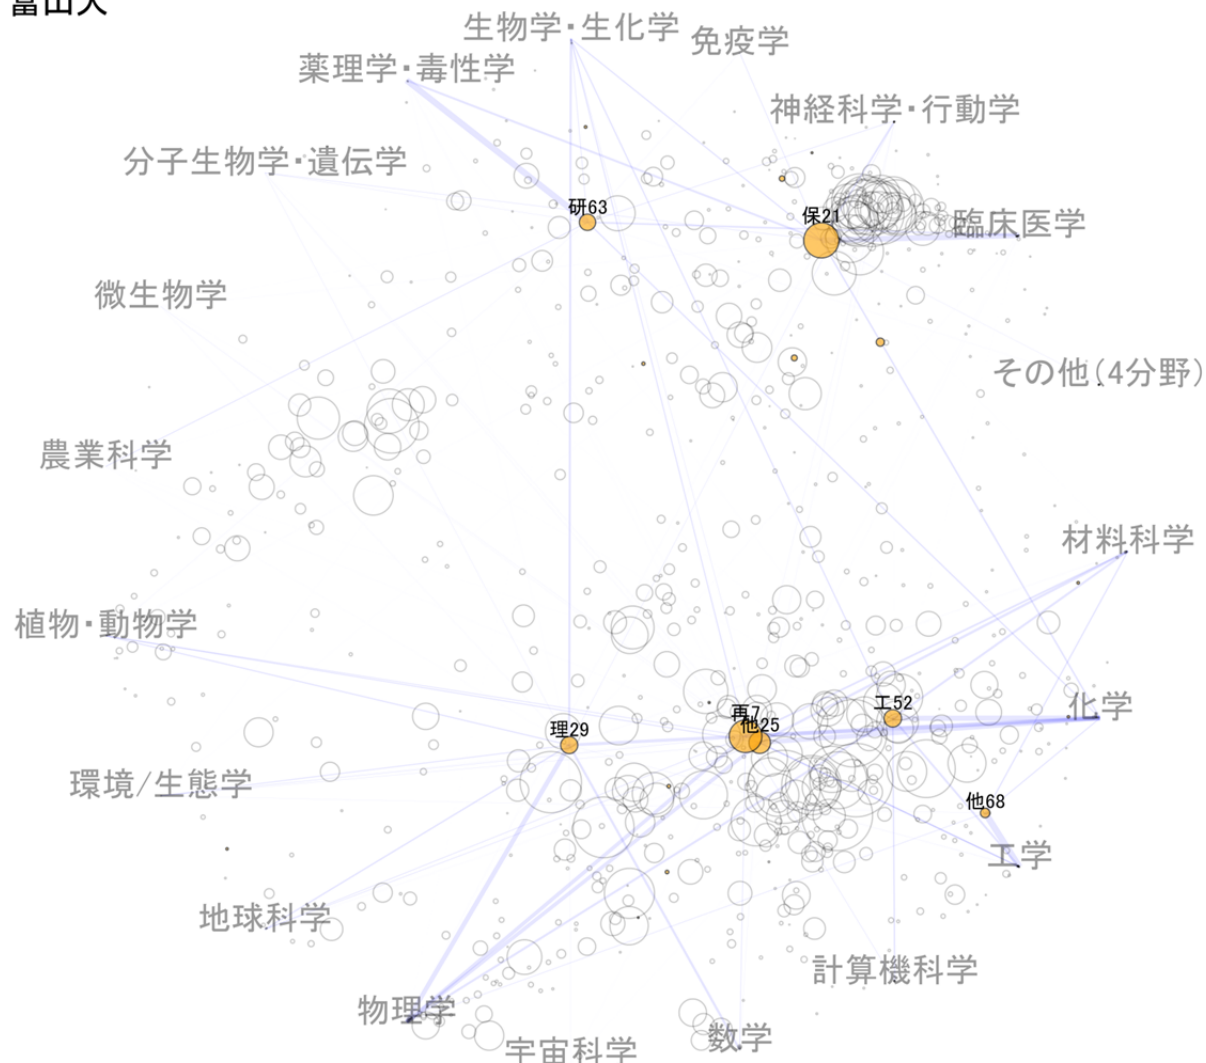 富山大
生物学・生化学
免疫学
薬理学・毒性学
神経科学・行動学
分子生物学・遺伝学
研63
保21
臨床医学
微生物学
その他(4分野)
農業科学
材料科学
植物・動物学
化学
工52
再7
他25
理29
環境/生態学
他68
工学
地球科学
計算機科学
物理学
数学
宇宙科学